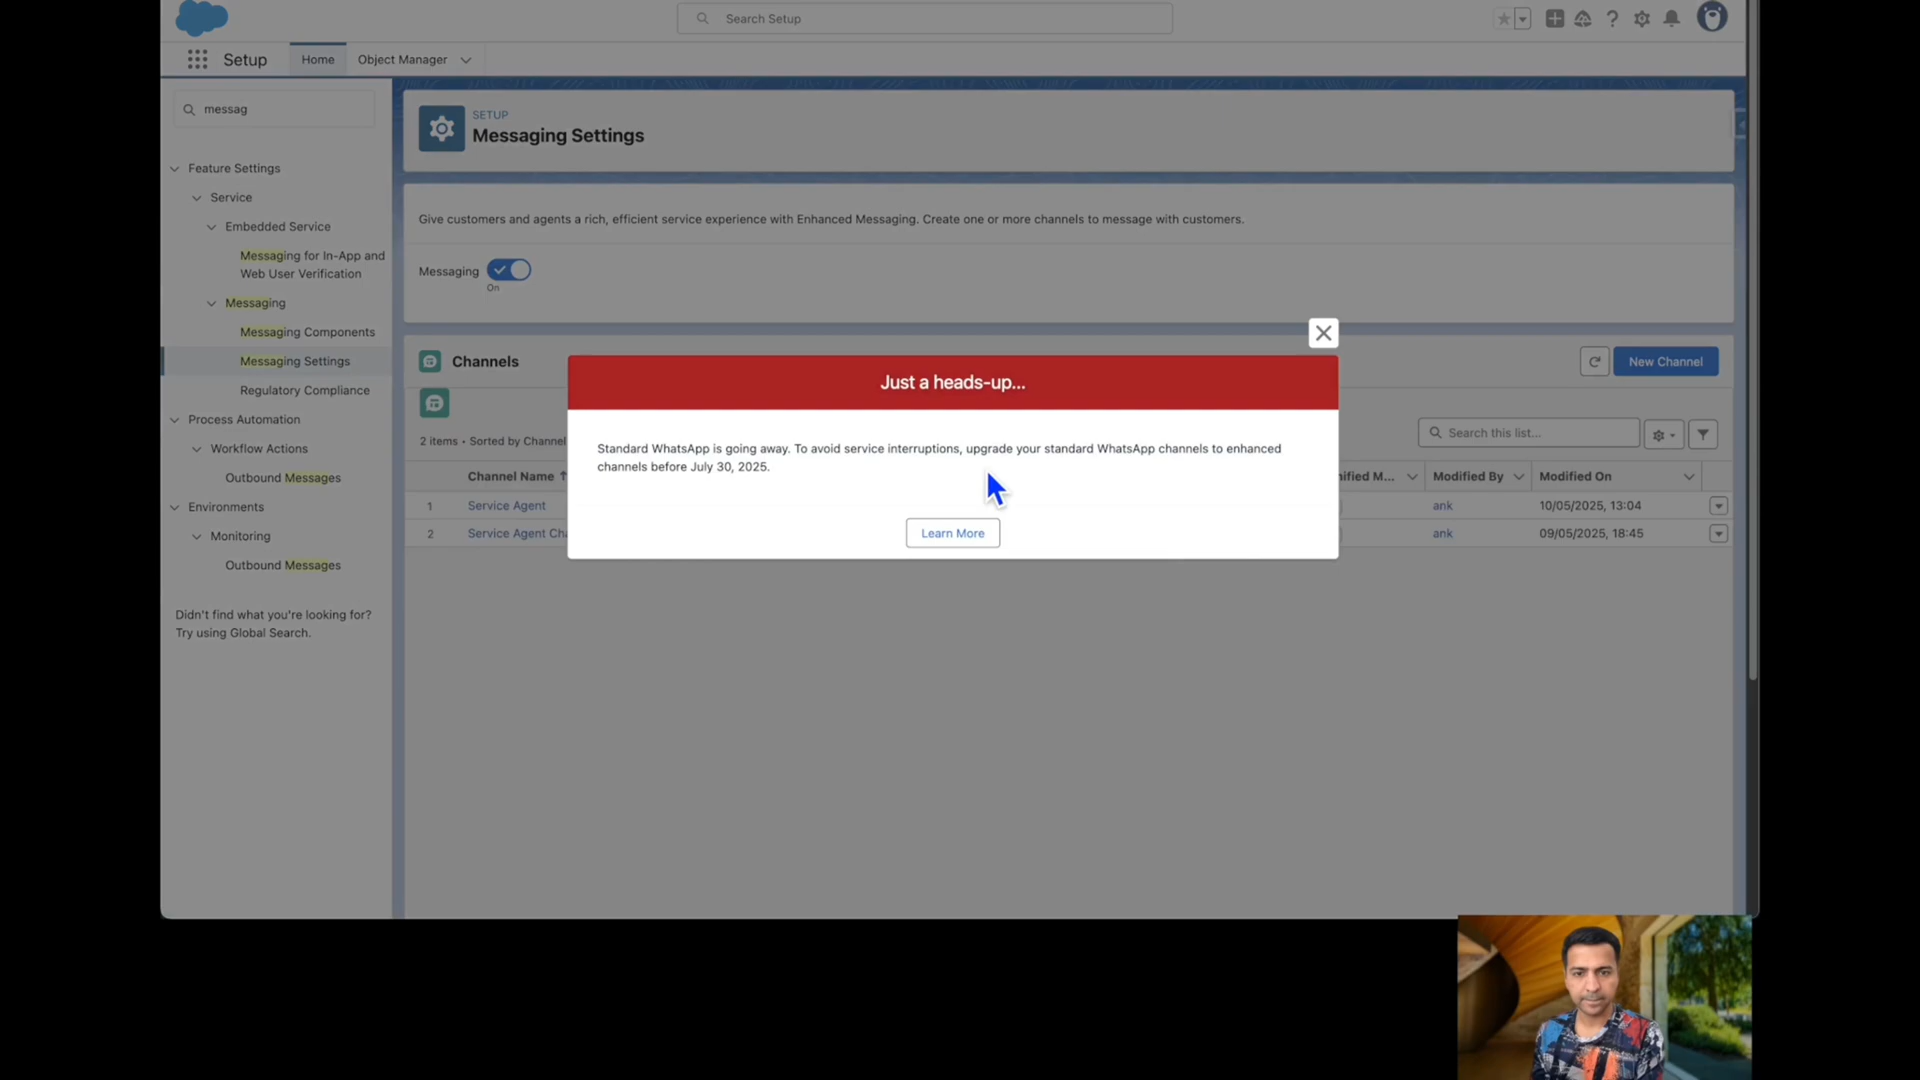 Search Setup
Setup
Home
Object Manager
messag
Feature Settings
Service
Embedded Service
Messaging for In-App and
Web User Verification
Messaging
Messaging Components
Messaging Settings
Regulatory Compliance
Process Automation
Workflow Actions
Outbound Messages
Environments
Monitoring
Outbound Messages
Didn't find what you're looking for?
Try using Global Search.
SETUP
Messaging Settings
Give customers and agents a rich, efficient service experience with Enhanced Messaging. Create one or more channels to message with customers.
Messaging
On
Channels
New Channel
2 items • Sorted by Channel
Search this list...
Channel Name
Modified By
Modified On
1 Service Agent ank 10/05/2025, 13:04
2 Service Agent ank 09/05/2025, 18:45
Just a heads-up...
Standard WhatsApp is going away. To avoid service interruptions, upgrade your standard WhatsApp channels to enhanced
channels before July 30, 2025.
Learn More